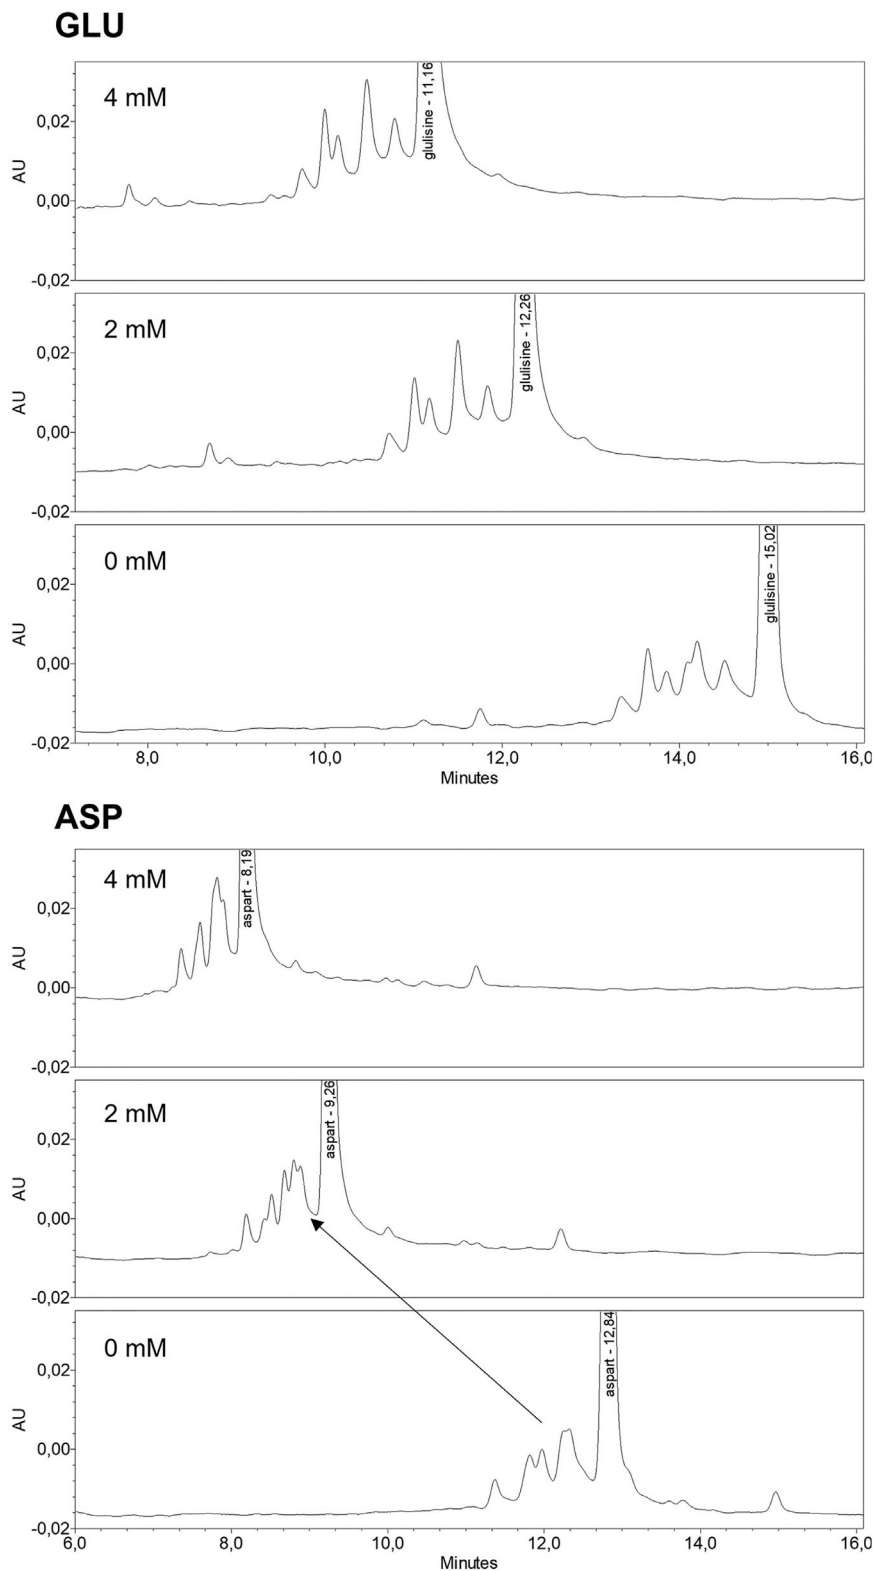 GLU
4 mM
0,02
AU
0,00
-0,02
glulisine - 11,16
2 mM
0,02
AU
0,00
-0,02
glulisine - 12,26
0 mM
0,02
AU
0,00
-0,02
glulisine - 15,02
8,0 10,0 12,0 14,0 16,0
Minutes
ASP
4 mM
0,02
AU
0,00
-0,02
aspart - 8,19
2 mM
0,02
AU
0,00
-0,02
aspart - 9,26
0 mM
0,02
AU
0,00
-0,02
aspart - 12,84
6,0 8,0 10,0 12,0 14,0 16,0
Minutes